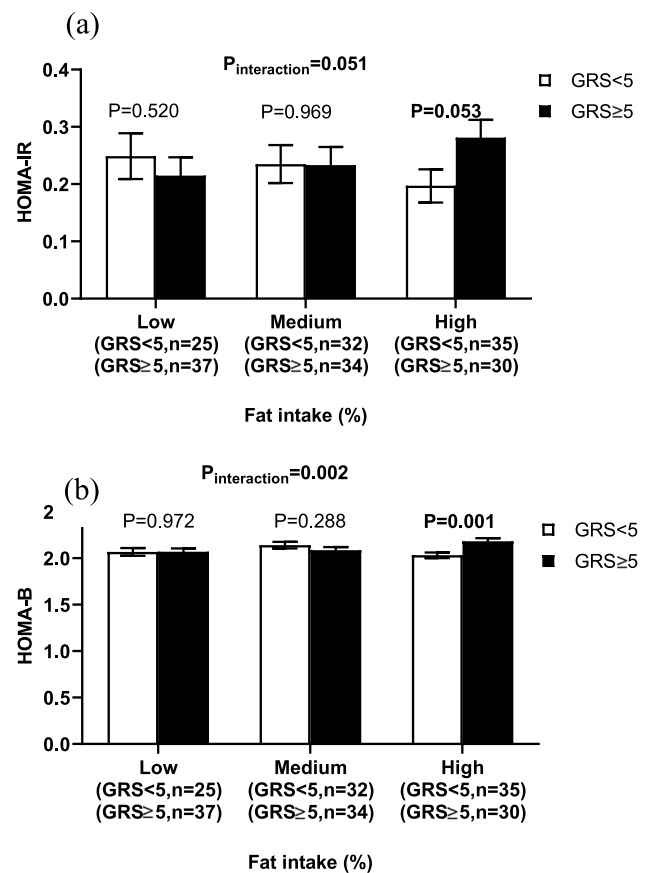 (a)
P_interaction=0.051
GRS<5
GRS≥5
P=0.520
P=0.969
P=0.053
HOMA-IR
0.4
0.3
0.2
0.1
0.0
Low
(GRS<5,n=25)
(GRS≥5,n=37)
Medium
(GRS<5,n=32)
(GRS≥5,n=34)
High
(GRS<5,n=35)
(GRS≥5,n=30)
Fat intake (%)
(b)
P_interaction=0.002
GRS<5
GRS≥5
P=0.972
P=0.288
P=0.001
HOMA-B
2
2.0
1.5
1.0
0.5
0.0
Low
(GRS<5,n=25)
(GRS≥5,n=37)
Medium
(GRS<5,n=32)
(GRS≥5,n=34)
High
(GRS<5,n=35)
(GRS≥5,n=30)
Fat intake (%)